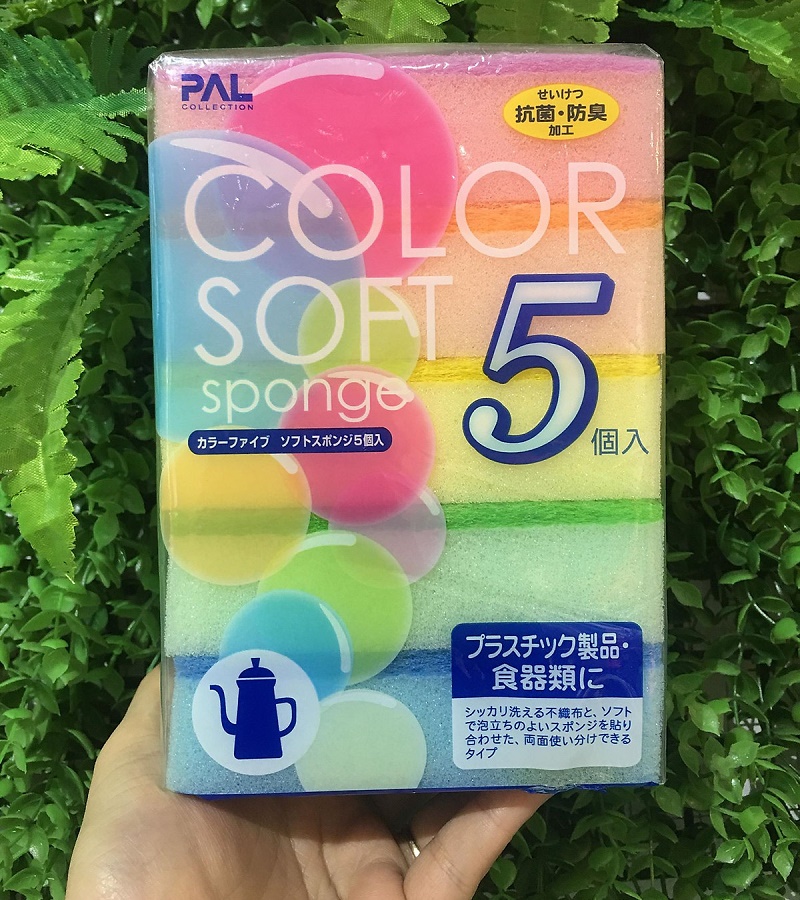 PAL
COLLECTION
せいけつ
抗菌・防臭
加工
COLOR
SOFT
sponge
5
個入
カラーファイブ ソフトスポンジ5個入
プラスチック製品・
食器類に
シッカリ洗える不織布と、ソフト
で泡立ちのよいスポンジを貼り
合わせた、両面使い分けできる
タイプ